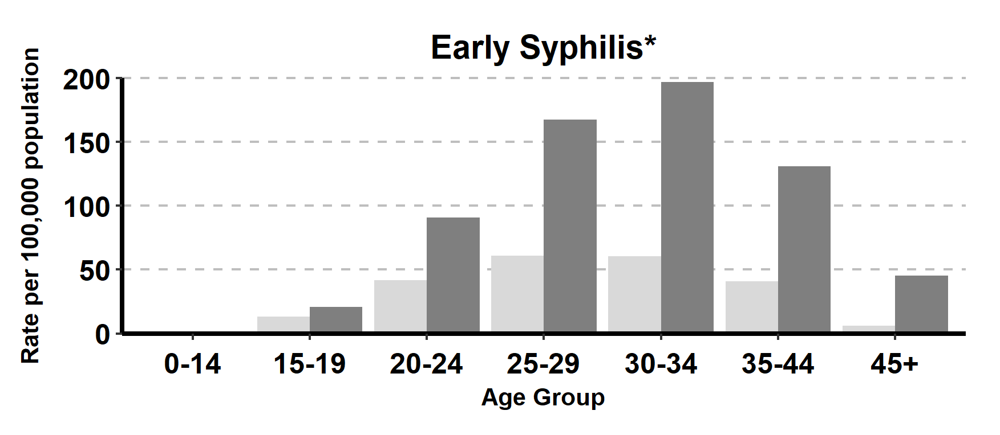 Early Syphilis*
Rate per 100,000 population
200
150
100
50
0
0-14 15-19 20-24 25-29 30-34 35-44 45+
Age Group